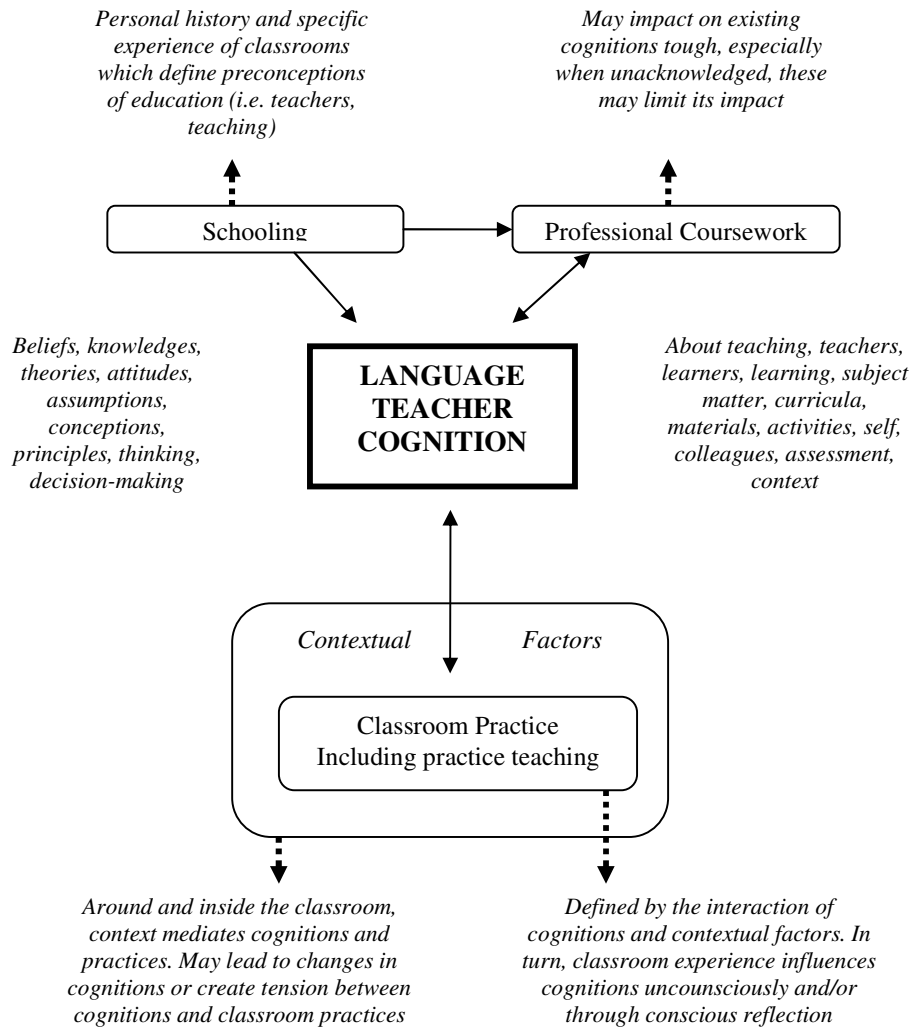 Personal history and specific
experience of classrooms
which define preconceptions
of education (i.e. teachers,
teaching)
May impact on existing
cognitions tough, especially
when unacknowledged, these
may limit its impact
Schooling
Professional Coursework
Beliefs, knowledges,
theories, attitudes,
assumptions,
conceptions,
principles, thinking,
decision-making
LANGUAGE
TEACHER
COGNITION
About teaching, teachers,
learners, learning, subject
matter, curricula,
materials, activities, self,
colleagues, assessment,
context
Contextual Factors
Classroom Practice
Including practice teaching
Around and inside the classroom,
context mediates cognitions and
practices. May lead to changes in
cognitions or create tension between
cognitions and classroom practices
Defined by the interaction of
cognitions and contextual factors. In
turn, classroom experience influences
cognitions uncounsciously and/or
through conscious reflection